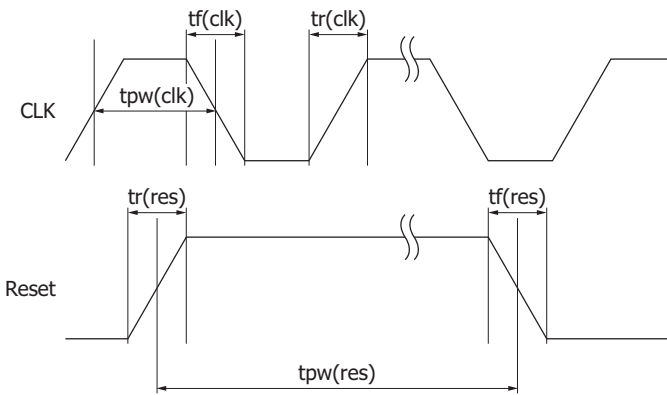 tf(clk) tr(clk)
tpw(clk)
CLK
tr(res) tf(res)
Reset
tpw(res)